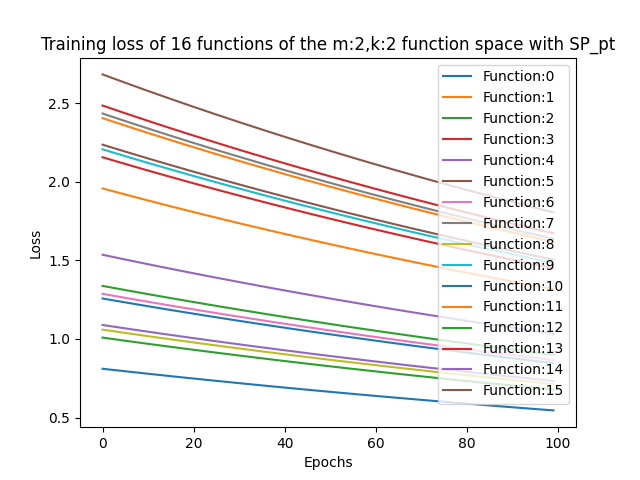 Training loss of 16 functions of the m:2,k:2 function space with SP_pt
Loss
2.5
2.0
1.5
1.0
0.5
0
20
40
60
80
100
Epochs
Function:0
Function:1
Function:2
Function:3
Function:4
Function:5
Function:6
Function:7
Function:8
Function:9
Function:10
Function:11
Function:12
Function:13
Function:14
Function:15